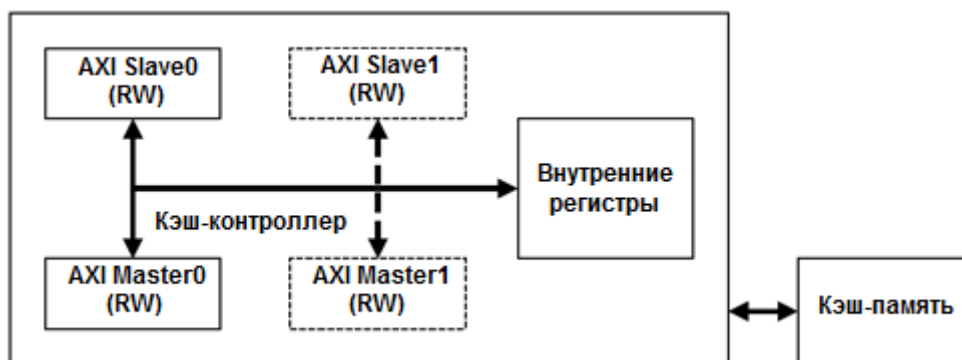 AXI Slave0
(RW)
AXI Slave1
(RW)
Внутренние
регистры
Кэш-контроллер
AXI Master0
(RW)
AXI Master1
(RW)
Кэш-память